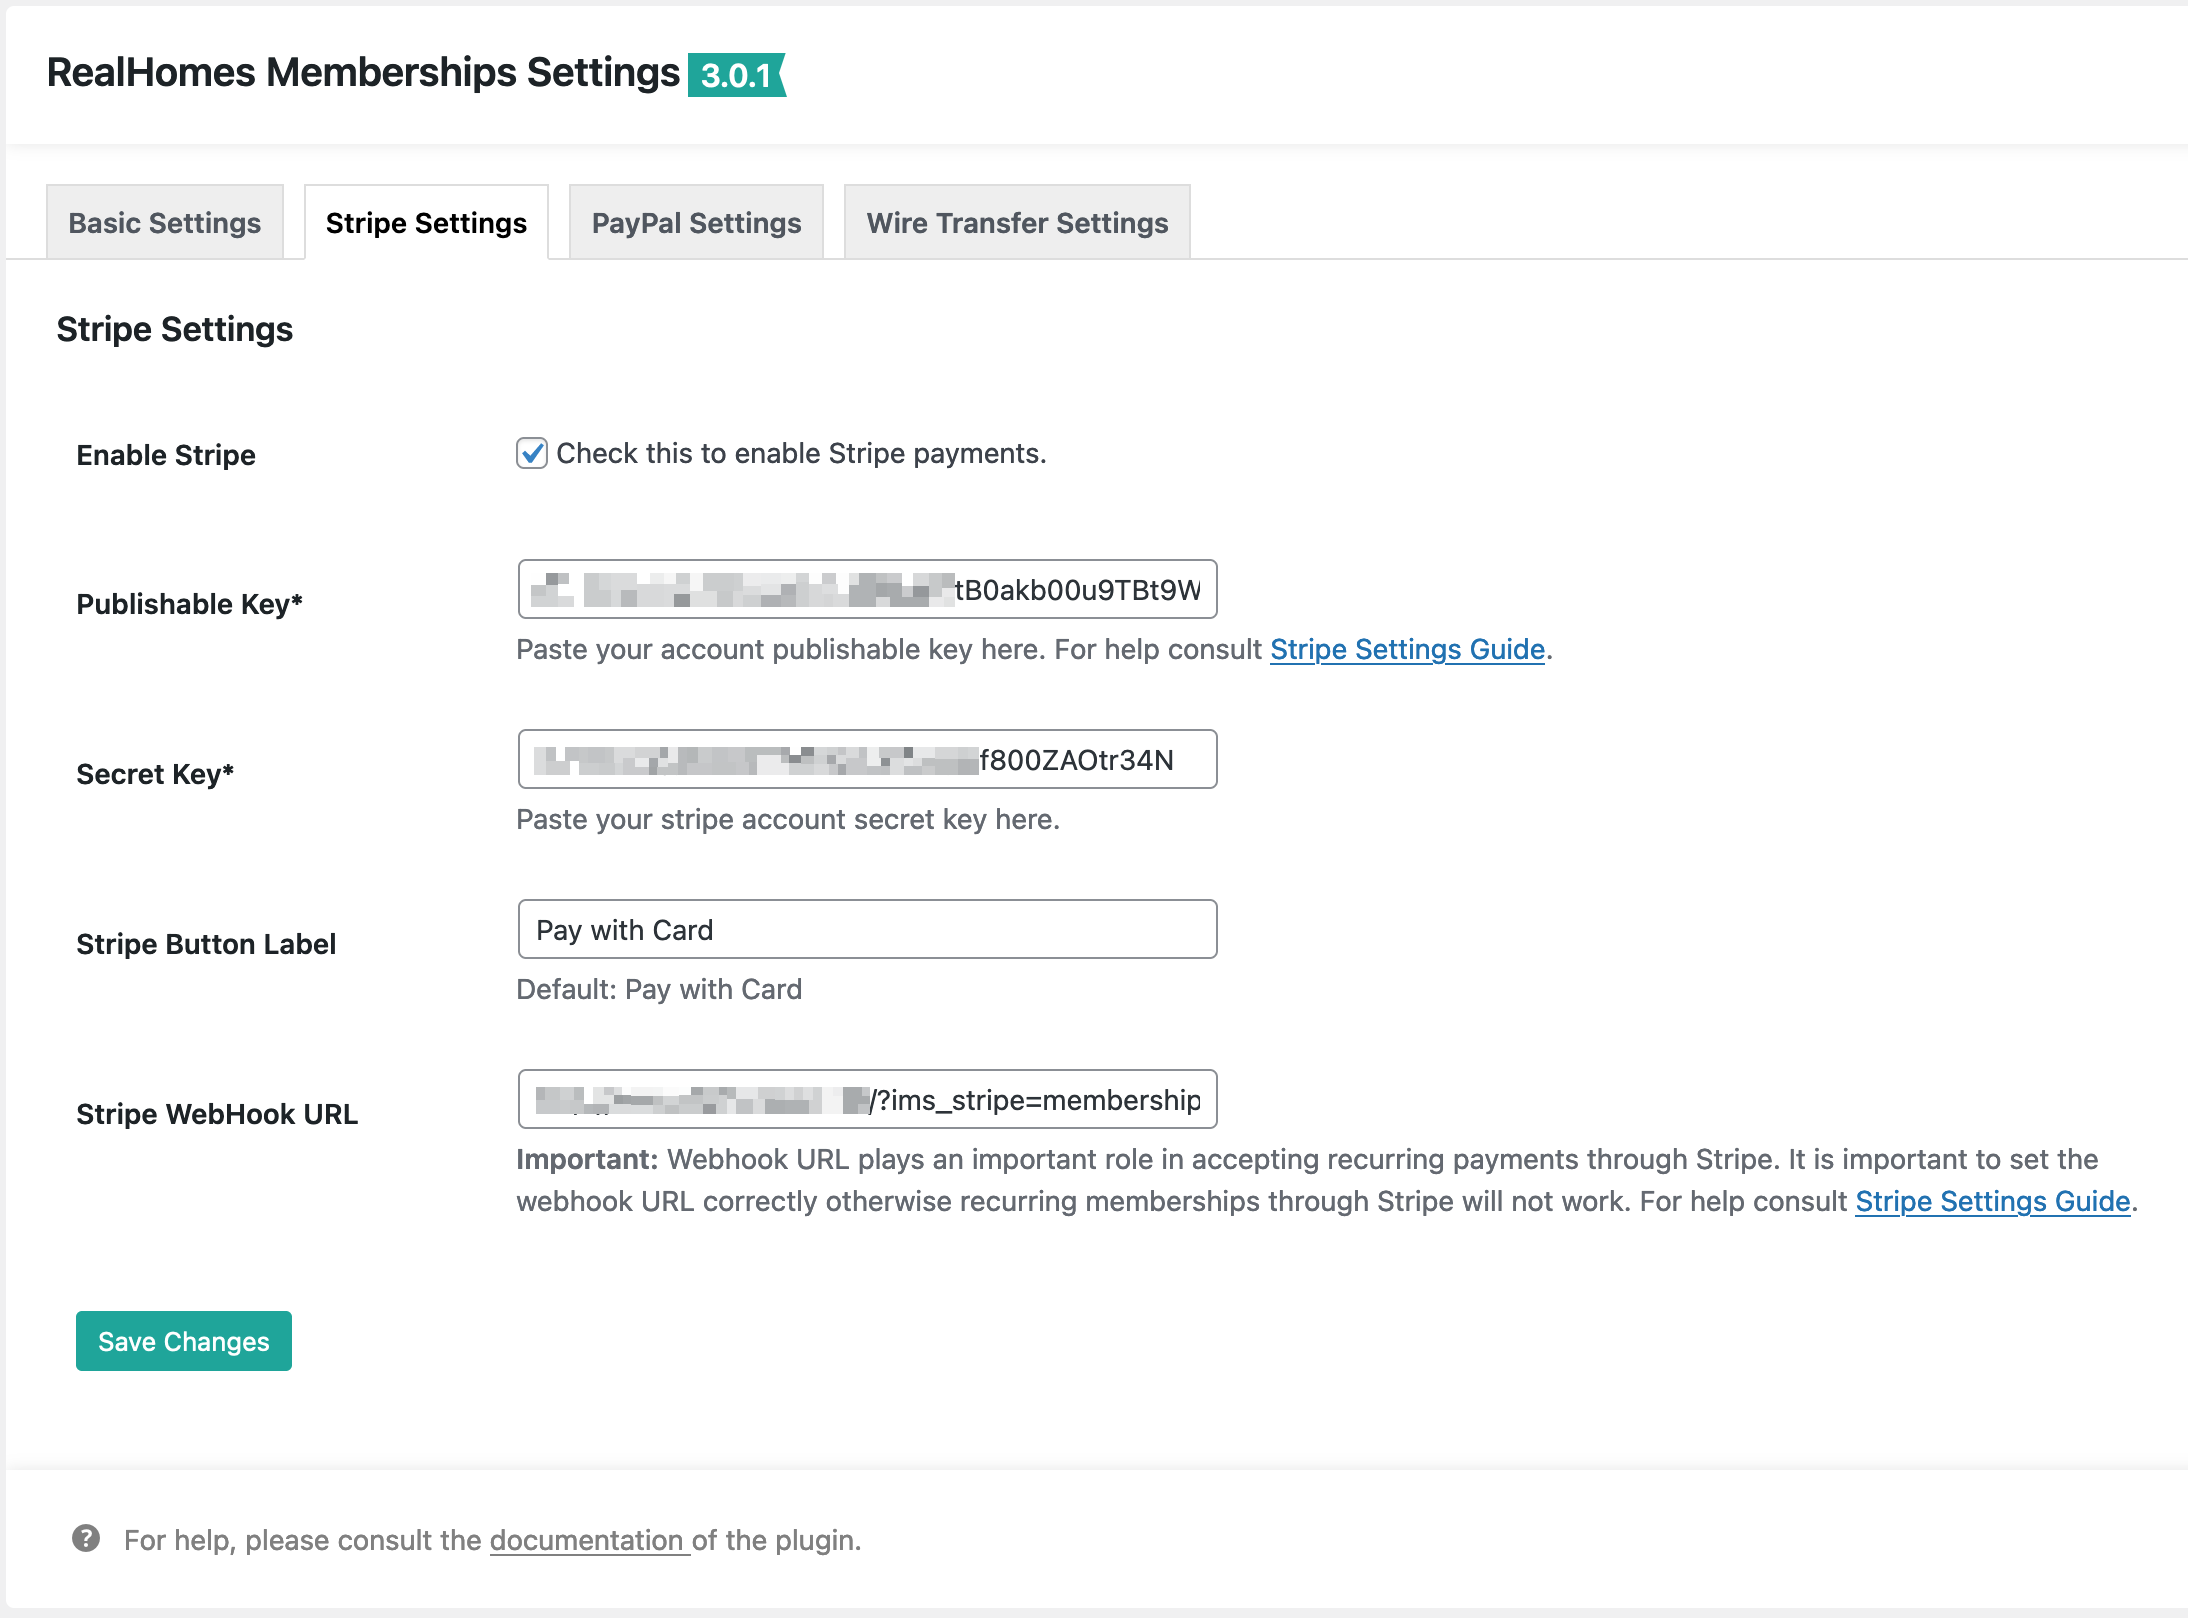 RealHomes Memberships Settings 3.0.1
Basic Settings
Stripe Settings
PayPal Settings
Wire Transfer Settings
Stripe Settings
Enable Stripe
Check this to enable Stripe payments.
Publishable Key*
tB0akb00u9TBt9W
Paste your account publishable key here. For help consult Stripe Settings Guide.
Secret Key*
f800ZAOtr34N
Paste your stripe account secret key here.
Stripe Button Label
Pay with Card
Default: Pay with Card
Stripe WebHook URL
/?ims_stripe=membership
Important: Webhook URL plays an important role in accepting recurring payments through Stripe. It is important to set the
webhook URL correctly otherwise recurring memberships through Stripe will not work. For help consult Stripe Settings Guide.
Save Changes
? For help, please consult the documentation of the plugin.